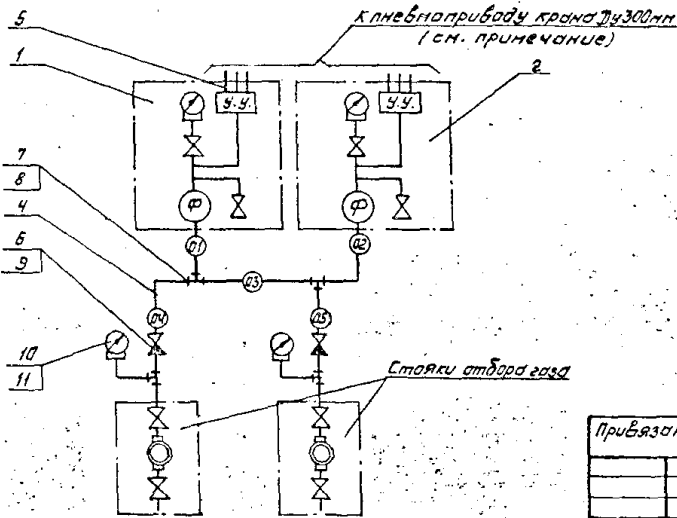 5
к пневмоприводу крана Ду300мм
(см. примечание)
1
2
У.У.
У.У.
7
8
Ф
Ф
4
01
02
6
9
03
04
05
10
11
Стояки отбора газа
Привязан